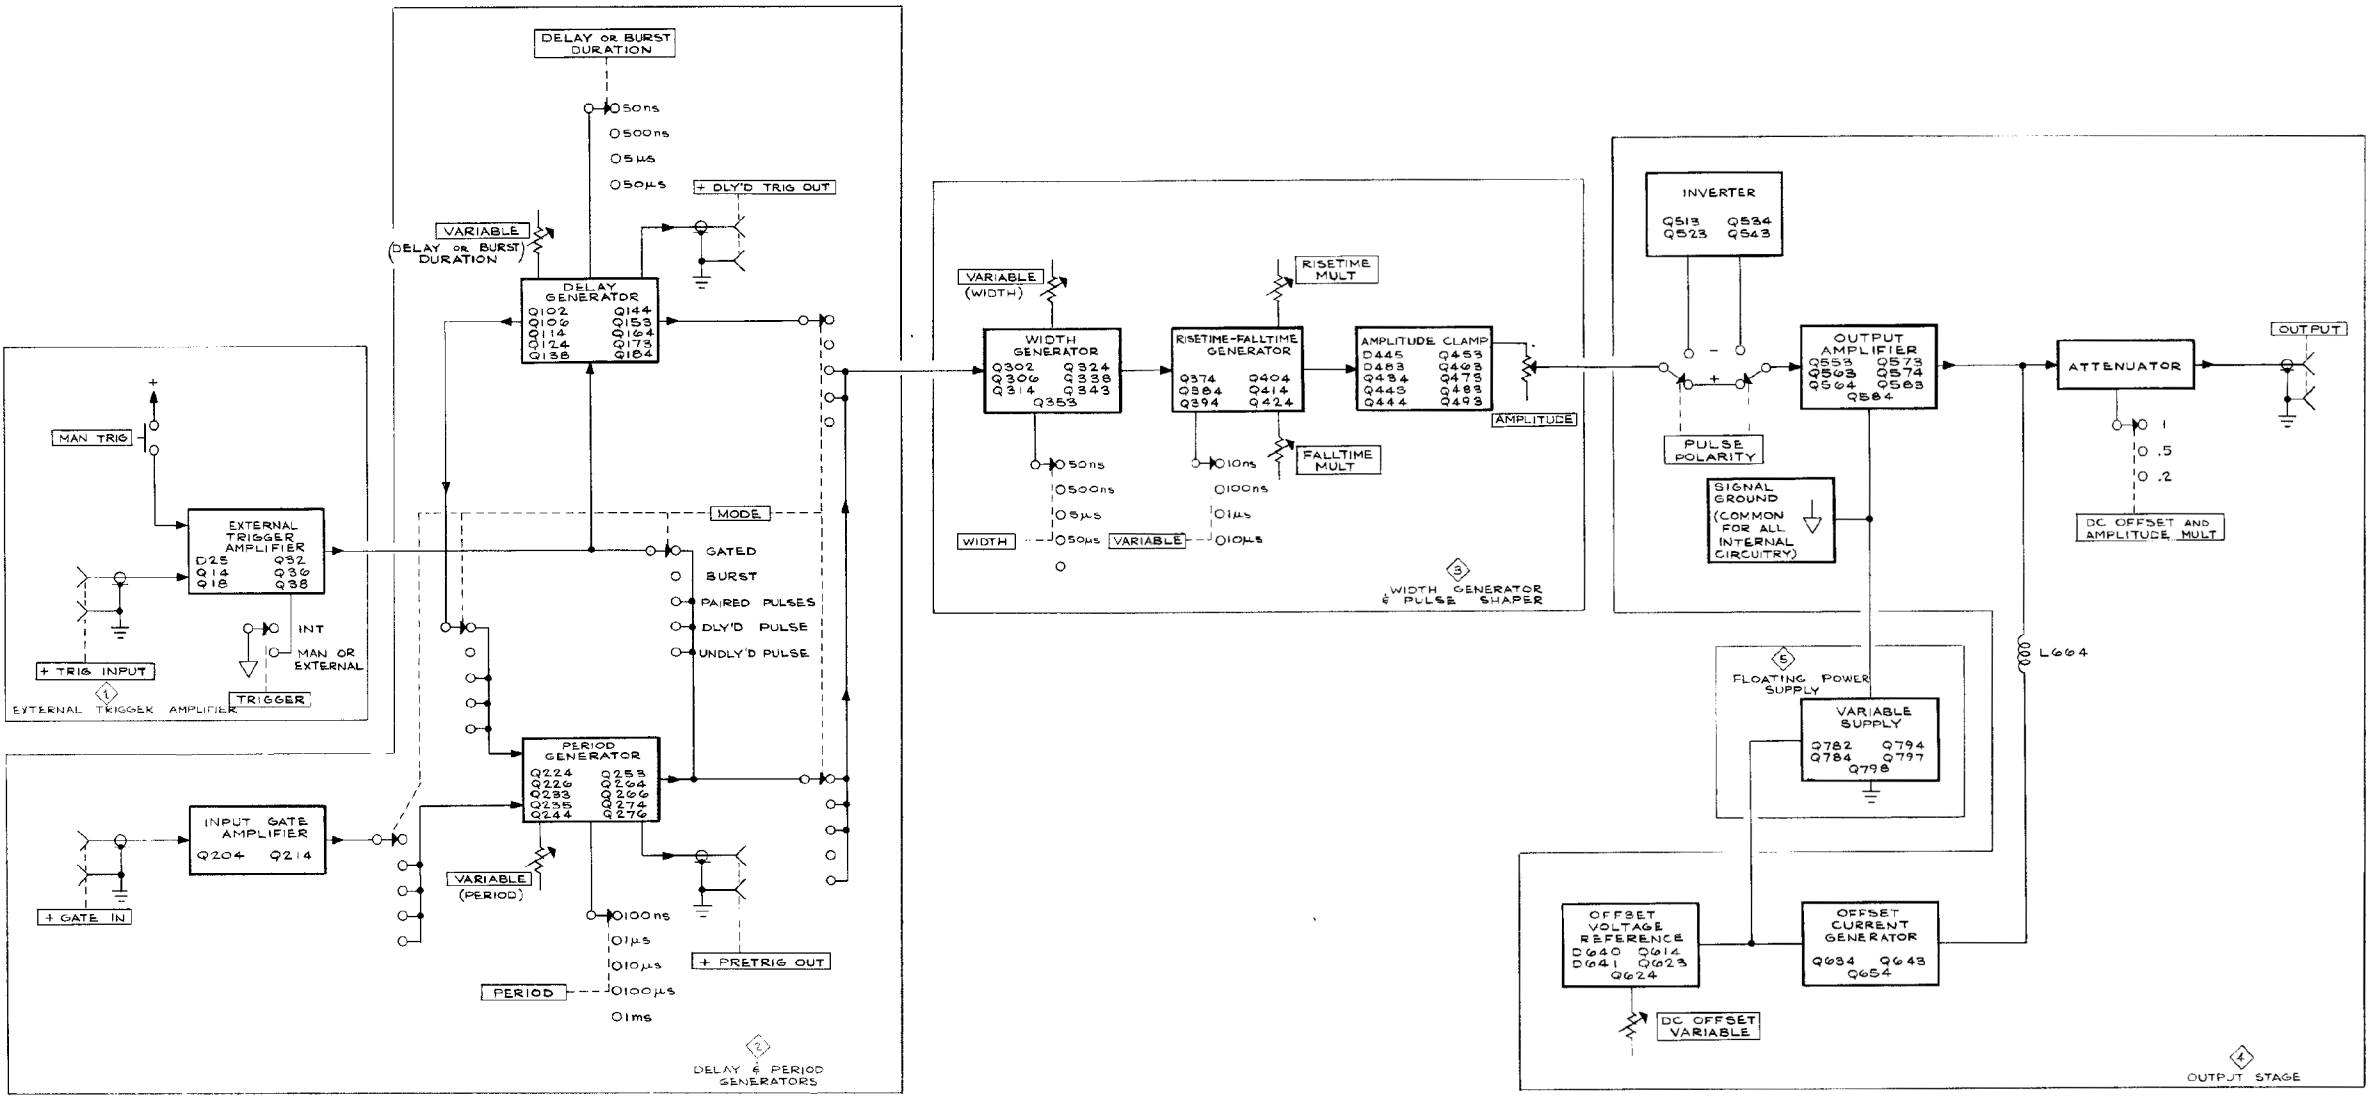 DELAY OR BURST
DURATION
50ns
500ns
5µs
50µs
+ DLY'D TRIG OUT
VARIABLE
(DELAY OR BURST)
DURATION
DELAY
GENERATOR
Q102 Q144
Q106 Q153
Q114 Q164
Q124 Q173
Q138 Q184
+
MAN TRIG
EXTERNAL
TRIGGER
AMPLIFIER
D25 Q32
Q14 Q36
Q18 Q38
INT
MAN OR
EXTERNAL
+ TRIG INPUT
TRIGGER
1
EXTERNAL TRIGGER AMPLIFIER
MODE
GATED
BURST
PAIRED PULSES
DLY'D PULSE
UNDLY'D PULSE
PERIOD
GENERATOR
Q224 Q253
Q226 Q264
Q233 Q266
Q235 Q274
Q244 Q276
INPUT GATE
AMPLIFIER
Q204 Q214
+ GATE IN
VARIABLE
(PERIOD)
100ns
1µs
10µs
100µs
1ms
PERIOD
+ PRETRIG OUT
2
DELAY & PERIOD
GENERATORS
VARIABLE
(WIDTH)
RISETIME
MULT
WIDTH
GENERATOR
Q302 Q324
Q306 Q338
Q314 Q343
Q353
RISETIME-FALLTIME
GENERATOR
Q374 Q404
Q384 Q414
Q394 Q424
AMPLITUDE CLAMP
D445 Q453
D483 Q463
Q434 Q473
Q443 Q483
Q444 Q493
AMPLITUDE
FALLTIME
MULT
50ns
500ns
5µs
50µs
WIDTH
10ns
100ns
1µs
10µs
VARIABLE
3
WIDTH GENERATOR
& PULSE SHAPER
INVERTER
Q513 Q534
Q523 Q543
-
+
PULSE
POLARITY
OUTPUT
AMPLIFIER
Q553 Q573
Q563 Q574
Q564 Q583
Q584
ATTENUATOR
OUTPUT
.1
.5
.2
DC OFFSET AND
AMPLITUDE MULT
SIGNAL
GROUND
(COMMON
FOR ALL
INTERNAL
CIRCUITRY)
L664
5
FLOATING POWER
SUPPLY
VARIABLE
SUPPLY
Q782 Q794
Q784 Q797
Q798
OFFSET
VOLTAGE
REFERENCE
D640 Q614
D641 Q623
Q624
OFFSET
CURRENT
GENERATOR
Q634 Q643
Q654
DC OFFSET
VARIABLE
4
OUTPUT STAGE